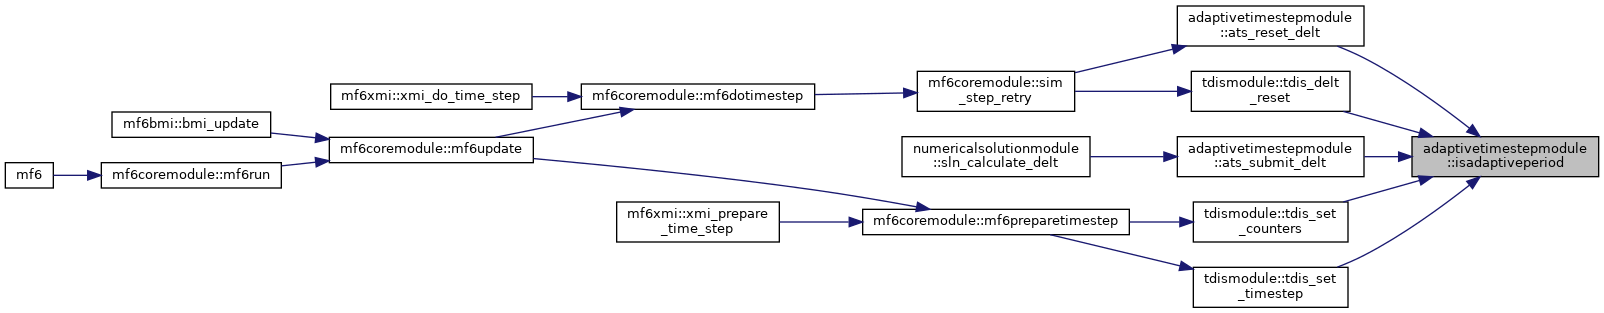 adaptivetimestepmodule
::ats_reset_delt
mf6coremodule::sim
_step_retry
tdismodule::tdis_delt
_reset
mf6xmi::xmi_do_time_step
mf6coremodule::mf6dotimestep
mf6bmi::bmi_update
mf6coremodule::mf6update
numericalsolutionmodule
::sln_calculate_delt
adaptivetimestepmodule
::ats_submit_delt
adaptivetimestepmodule
::isadaptiveperiod
mf6
mf6coremodule::mf6run
mf6xmi::xmi_prepare
_time_step
mf6coremodule::mf6preparetimestep
tdismodule::tdis_set
_counters
tdismodule::tdis_set
_timestep